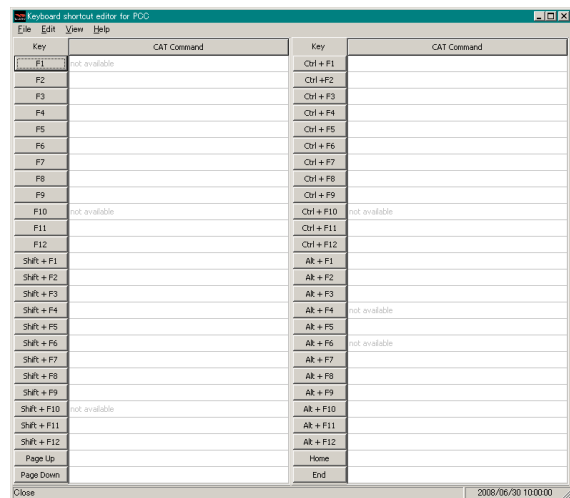 Keyboard shortcut editor for PCC
File Edit View Help
Key CAT Command Key CAT Command
F1 not available Ctrl + F1
F2 Ctrl +F2
F3 Ctrl + F3
F4 Ctrl + F4
F5 Ctrl + F5
F6 Ctrl + F6
F7 Ctrl + F7
F8 Ctrl + F8
F9 Ctrl + F9
F10 not available Ctrl + F10 not available
F11 Ctrl + F11
F12 Ctrl + F12
Shift + F1 Alt + F1
Shift + F2 Alt + F2
Shift + F3 Alt + F3
Shift + F4 Alt + F4 not available
Shift + F5 Alt + F5
Shift + F6 Alt + F6 not available
Shift + F7 Alt + F7
Shift + F8 Alt + F8
Shift + F9 Alt + F9
Shift + F10 not available Alt + F10
Shift + F11 Alt + F11
Shift + F12 Alt + F12
Page Up Home
Page Down End
Close 2008/06/30 10:00:00